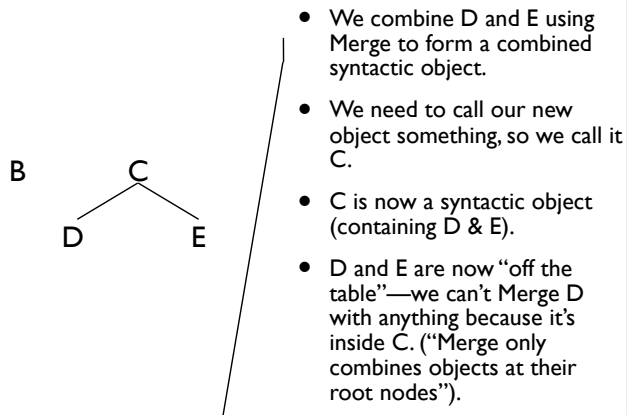 B
C
D
E
• We combine D and E using
Merge to form a combined
syntactic object.
• We need to call our new
object something, so we call it
C.
• C is now a syntactic object
(containing D & E).
• D and E are now “off the
table”—we can’t Merge D
with anything because it’s
inside C. (“Merge only
combines objects at their
root nodes”).